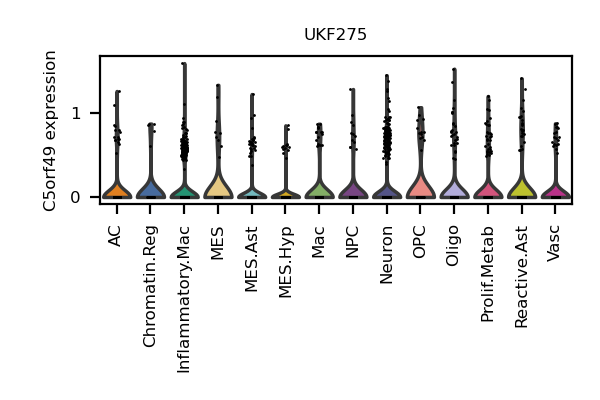 UKF275
C5orf49 expression
1
0
AC
Chromatin.Reg
Inflammatory.Mac
MES
MES.Ast
MES.Hyp
Mac
NPC
Neuron
OPC
Oligo
Prolif.Metab
Reactive.Ast
Vasc